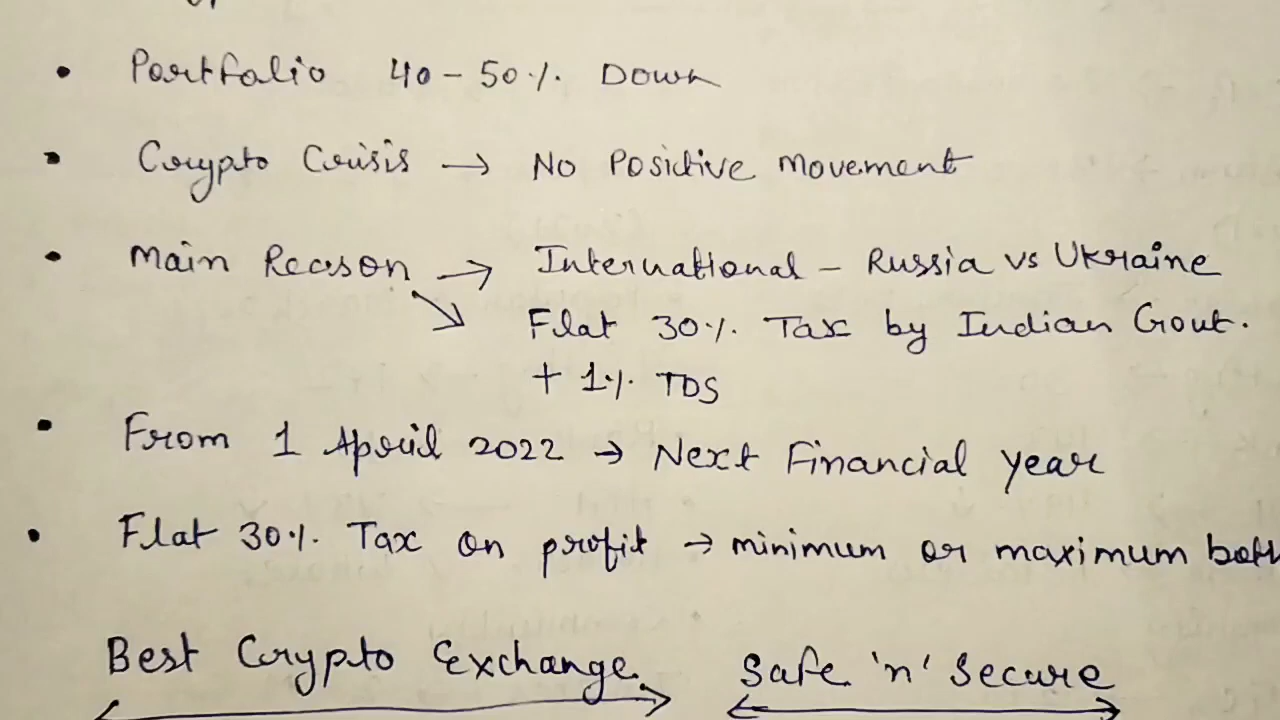 • Portfolio 40-50% Down
• Crypto Crisis → No Positive Movement
• Main Reason → International - Russia vs Ukraine
Flat 30% Tax by Indian Govt.
+ 1% TDS
• From 1 April 2022 → Next Financial year
• Flat 30% Tax on profit → minimum or maximum both
Best Crypto Exchange Safe 'n' Secure